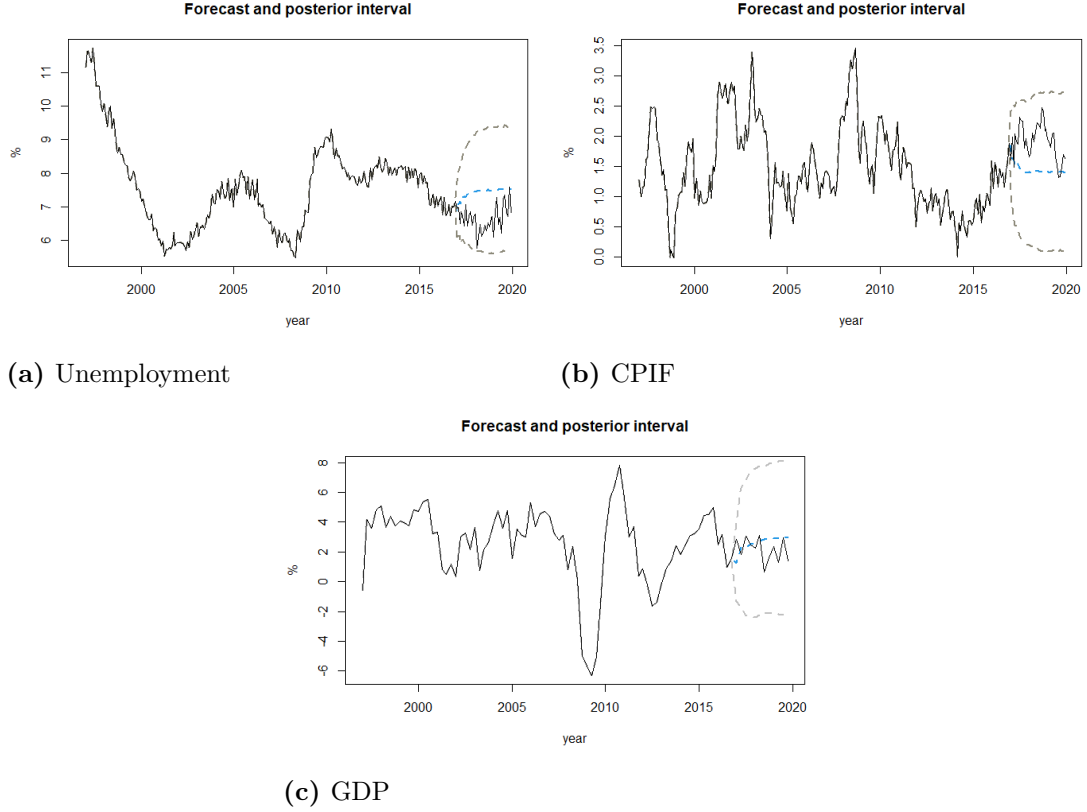 Forecast and posterior interval
%
11
10
9
8
7
6
2000 2005 2010 2015 2020
year
(a) Unemployment
Forecast and posterior interval
%
3.5
3.0
2.5
2.0
1.5
1.0
0.5
0.0
2000 2005 2010 2015 2020
year
(b) CPIF
Forecast and posterior interval
%
8
6
4
2
0
-2
-4
-6
2000 2005 2010 2015 2020
year
(c) GDP